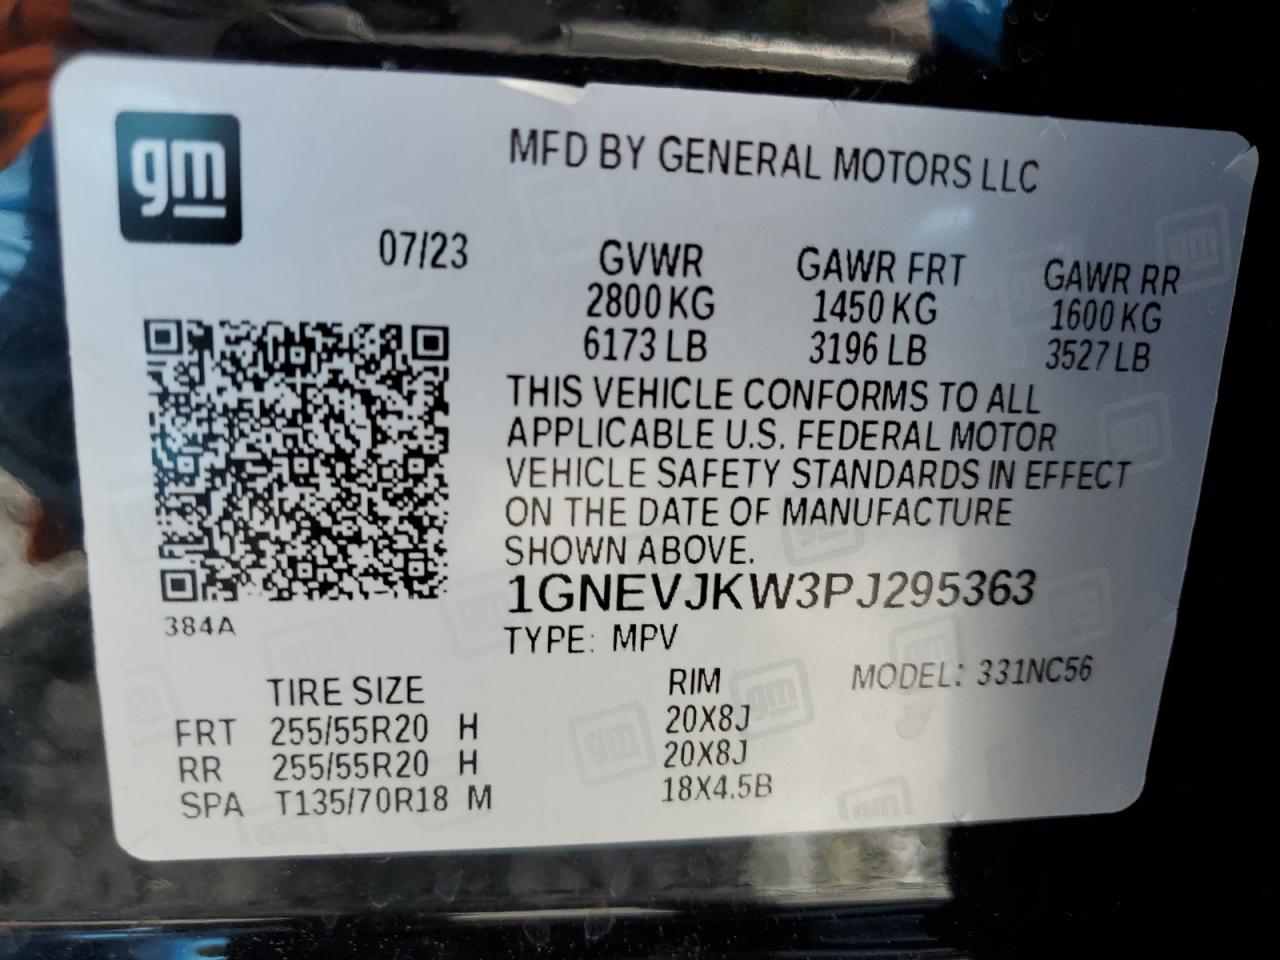 gm
MFD BY GENERAL MOTORS LLC
07/23
GVWR GAWR FRT GAWR RR
2800 KG 1450 KG 1600 KG
6173 LB 3196 LB 3527 LB
THIS VEHICLE CONFORMS TO ALL
APPLICABLE U.S. FEDERAL MOTOR
VEHICLE SAFETY STANDARDS IN EFFECT
ON THE DATE OF MANUFACTURE
SHOWN ABOVE.
1GNEVJKW3PJ295363
384A
TYPE: MPV
MODEL: 331NC56
TIRE SIZE RIM
FRT 255/55R20 H 20X8J
RR 255/55R20 H 20X8J
SPA T135/70R18 M 18X4.5B